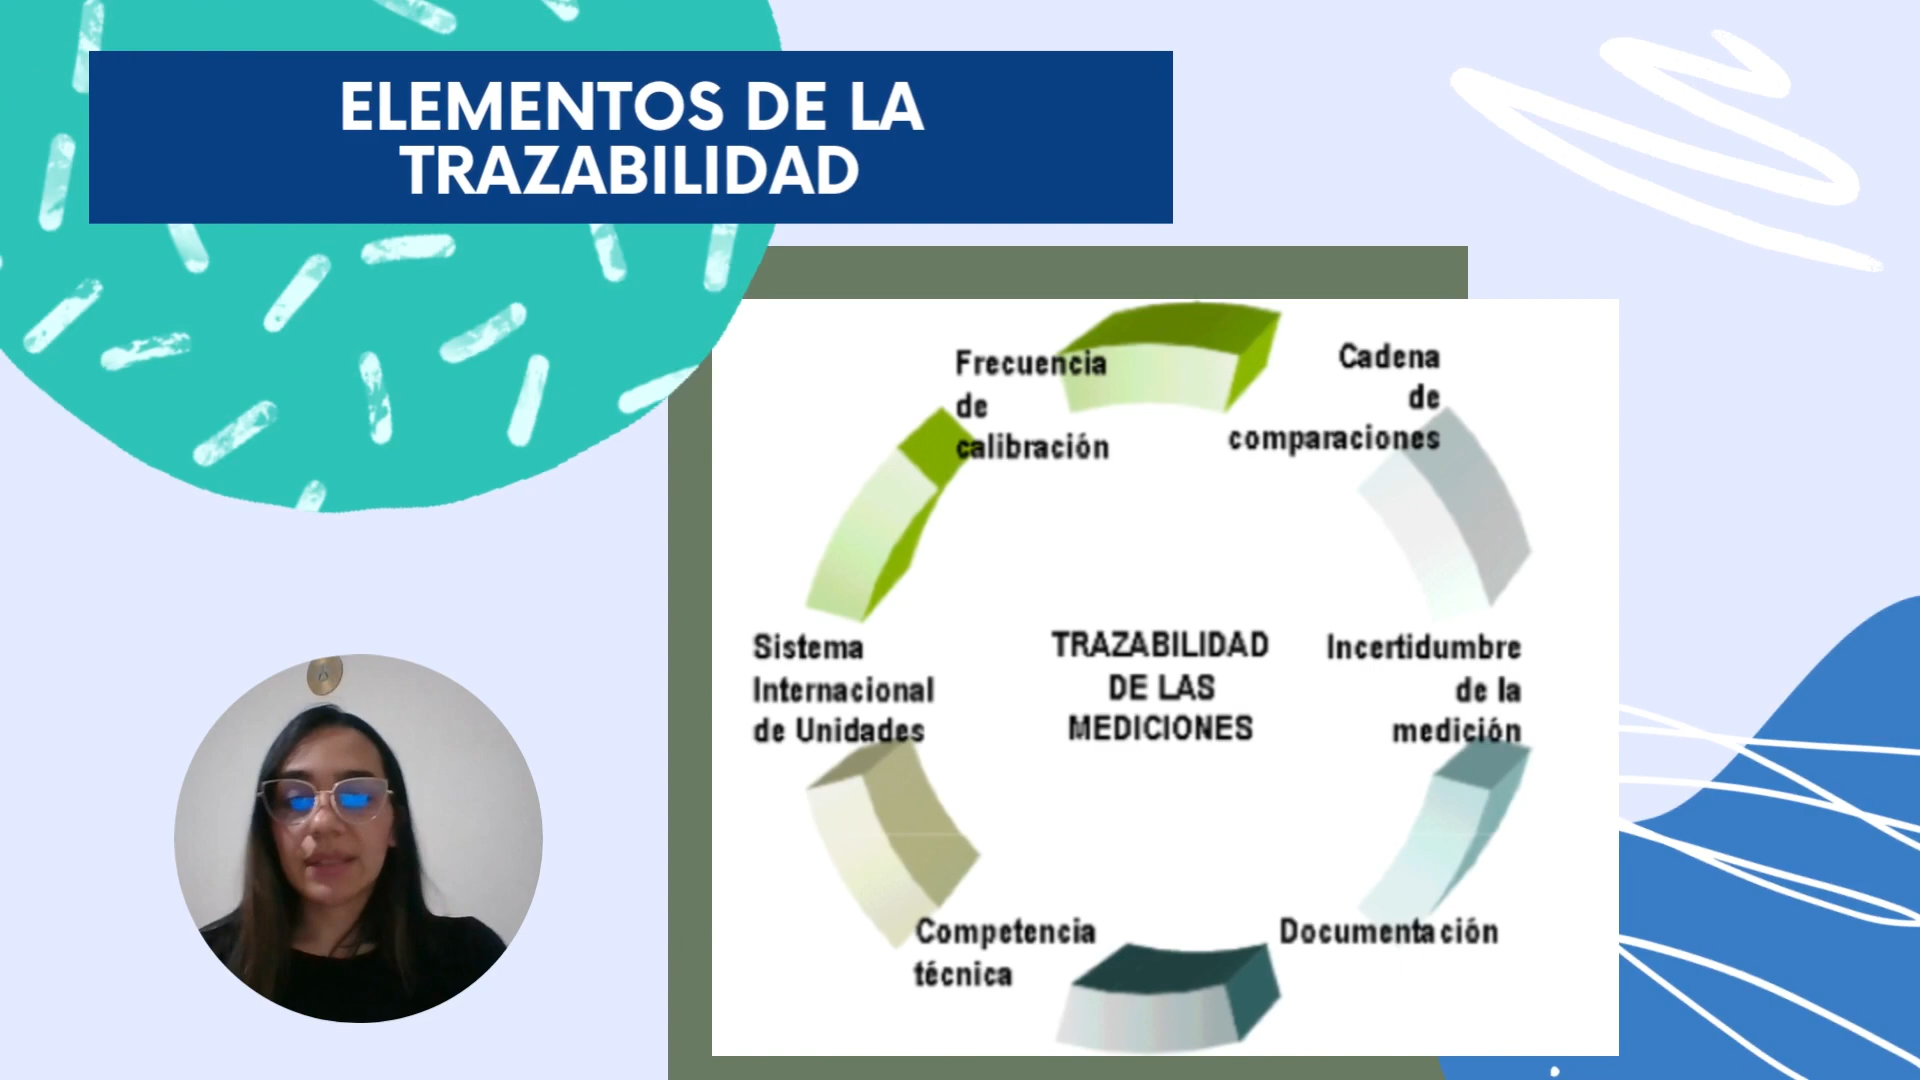 ELEMENTOS DE LA
TRAZABILIDAD
Frecuencia
de
calibración
Cadena
de
comparaciones
Sistema
Internacional
de Unidades
TRAZABILIDAD
DE LAS
MEDICIONES
Incertidumbre
de la
medición
Competencia
técnica
Documentación